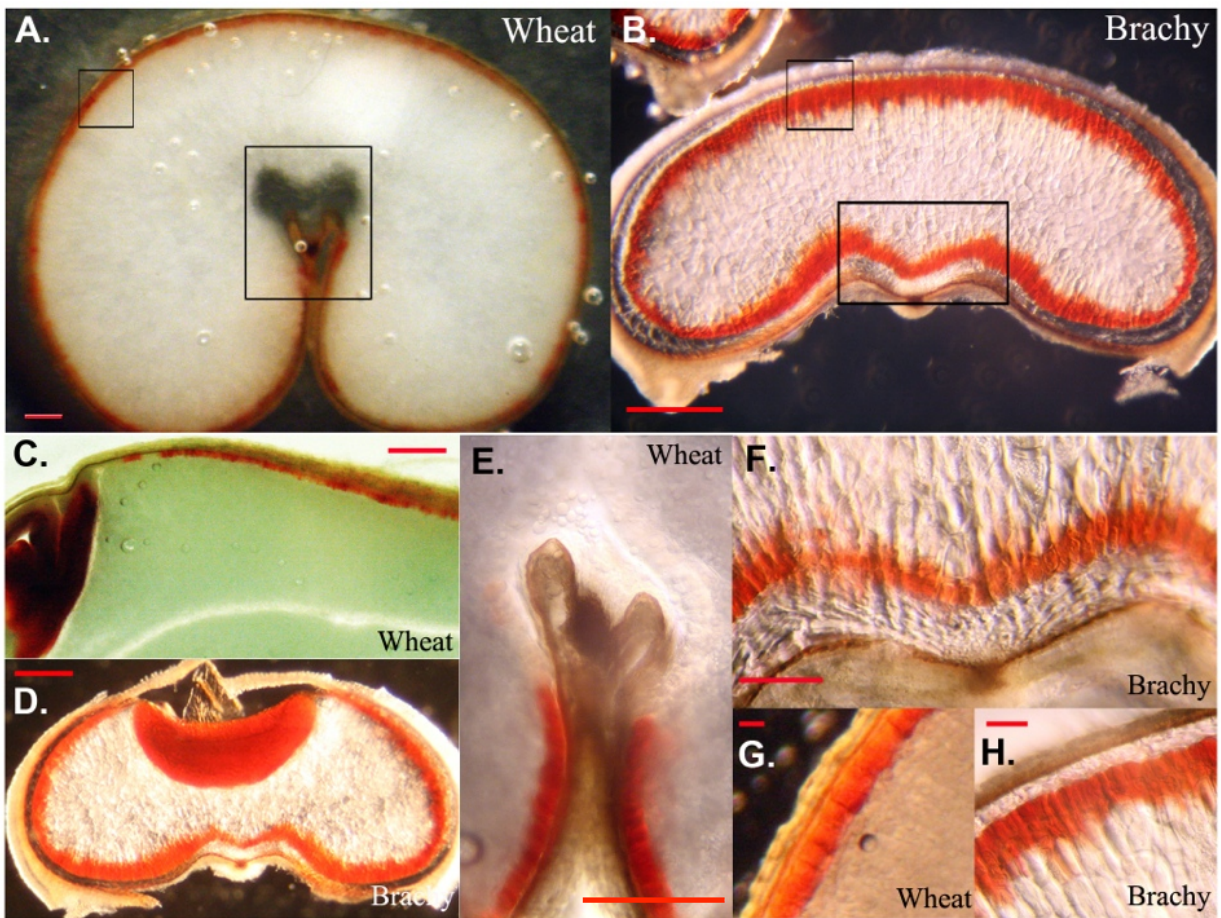 A.
Wheat
B.
Brachy
C.
Wheat
D.
Brachy
E.
Wheat
F.
Brachy
G.
Wheat
H.
Brachy